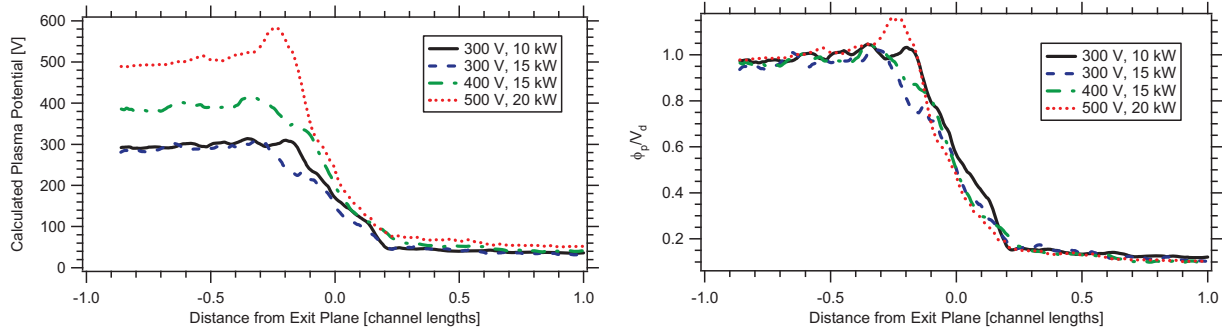 600
500
400
300
200
100
0
Calculated Plasma Potential [V]
300 V, 10 kW
300 V, 15 kW
400 V, 15 kW
500 V, 20 kW
-1.0
-0.5
0.0
0.5
1.0
Distance from Exit Plane [channel lengths]
1.0
0.8
0.6
0.4
0.2
ϕp/Vd
300 V, 10 kW
300 V, 15 kW
400 V, 15 kW
500 V, 20 kW
-1.0
-0.5
0.0
0.5
1.0
Distance from Exit Plane [channel lengths]